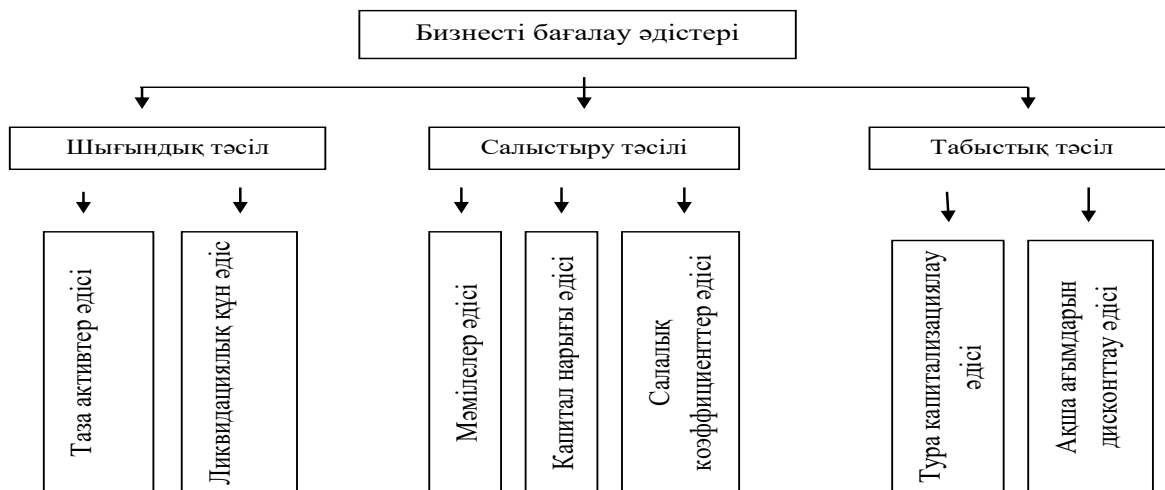 Бизнесті бағалау әдістері
Шығындық тәсіл
Салыстыру тәсілі
Табыстық тәсіл
Таза активтер әдісі
Ликвидациялық құн әдіс
Мәмілелер әдісі
Капитал нарығы әдісі
Салалық
коэффициенттер әдісі
Тура капитализациялау
әдісі
Ақша ағымдарын
дисконттау әдісі